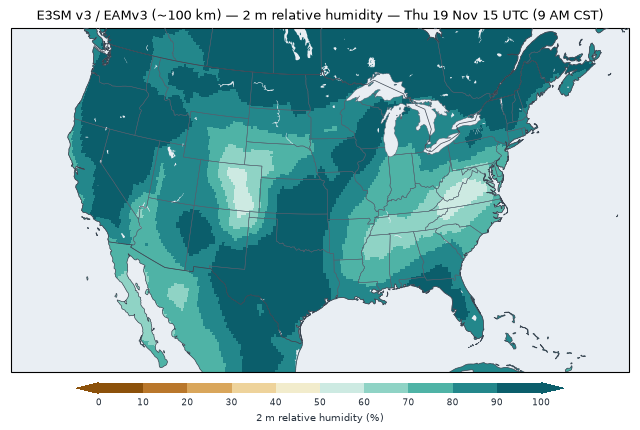 E3SM v3 / EAMv3 (~100 km) — 2 m relative humidity — Thu 19 Nov 15 UTC (9 AM CST)
0 10 20 30 40 50 60 70 80 90 100
2 m relative humidity (%)